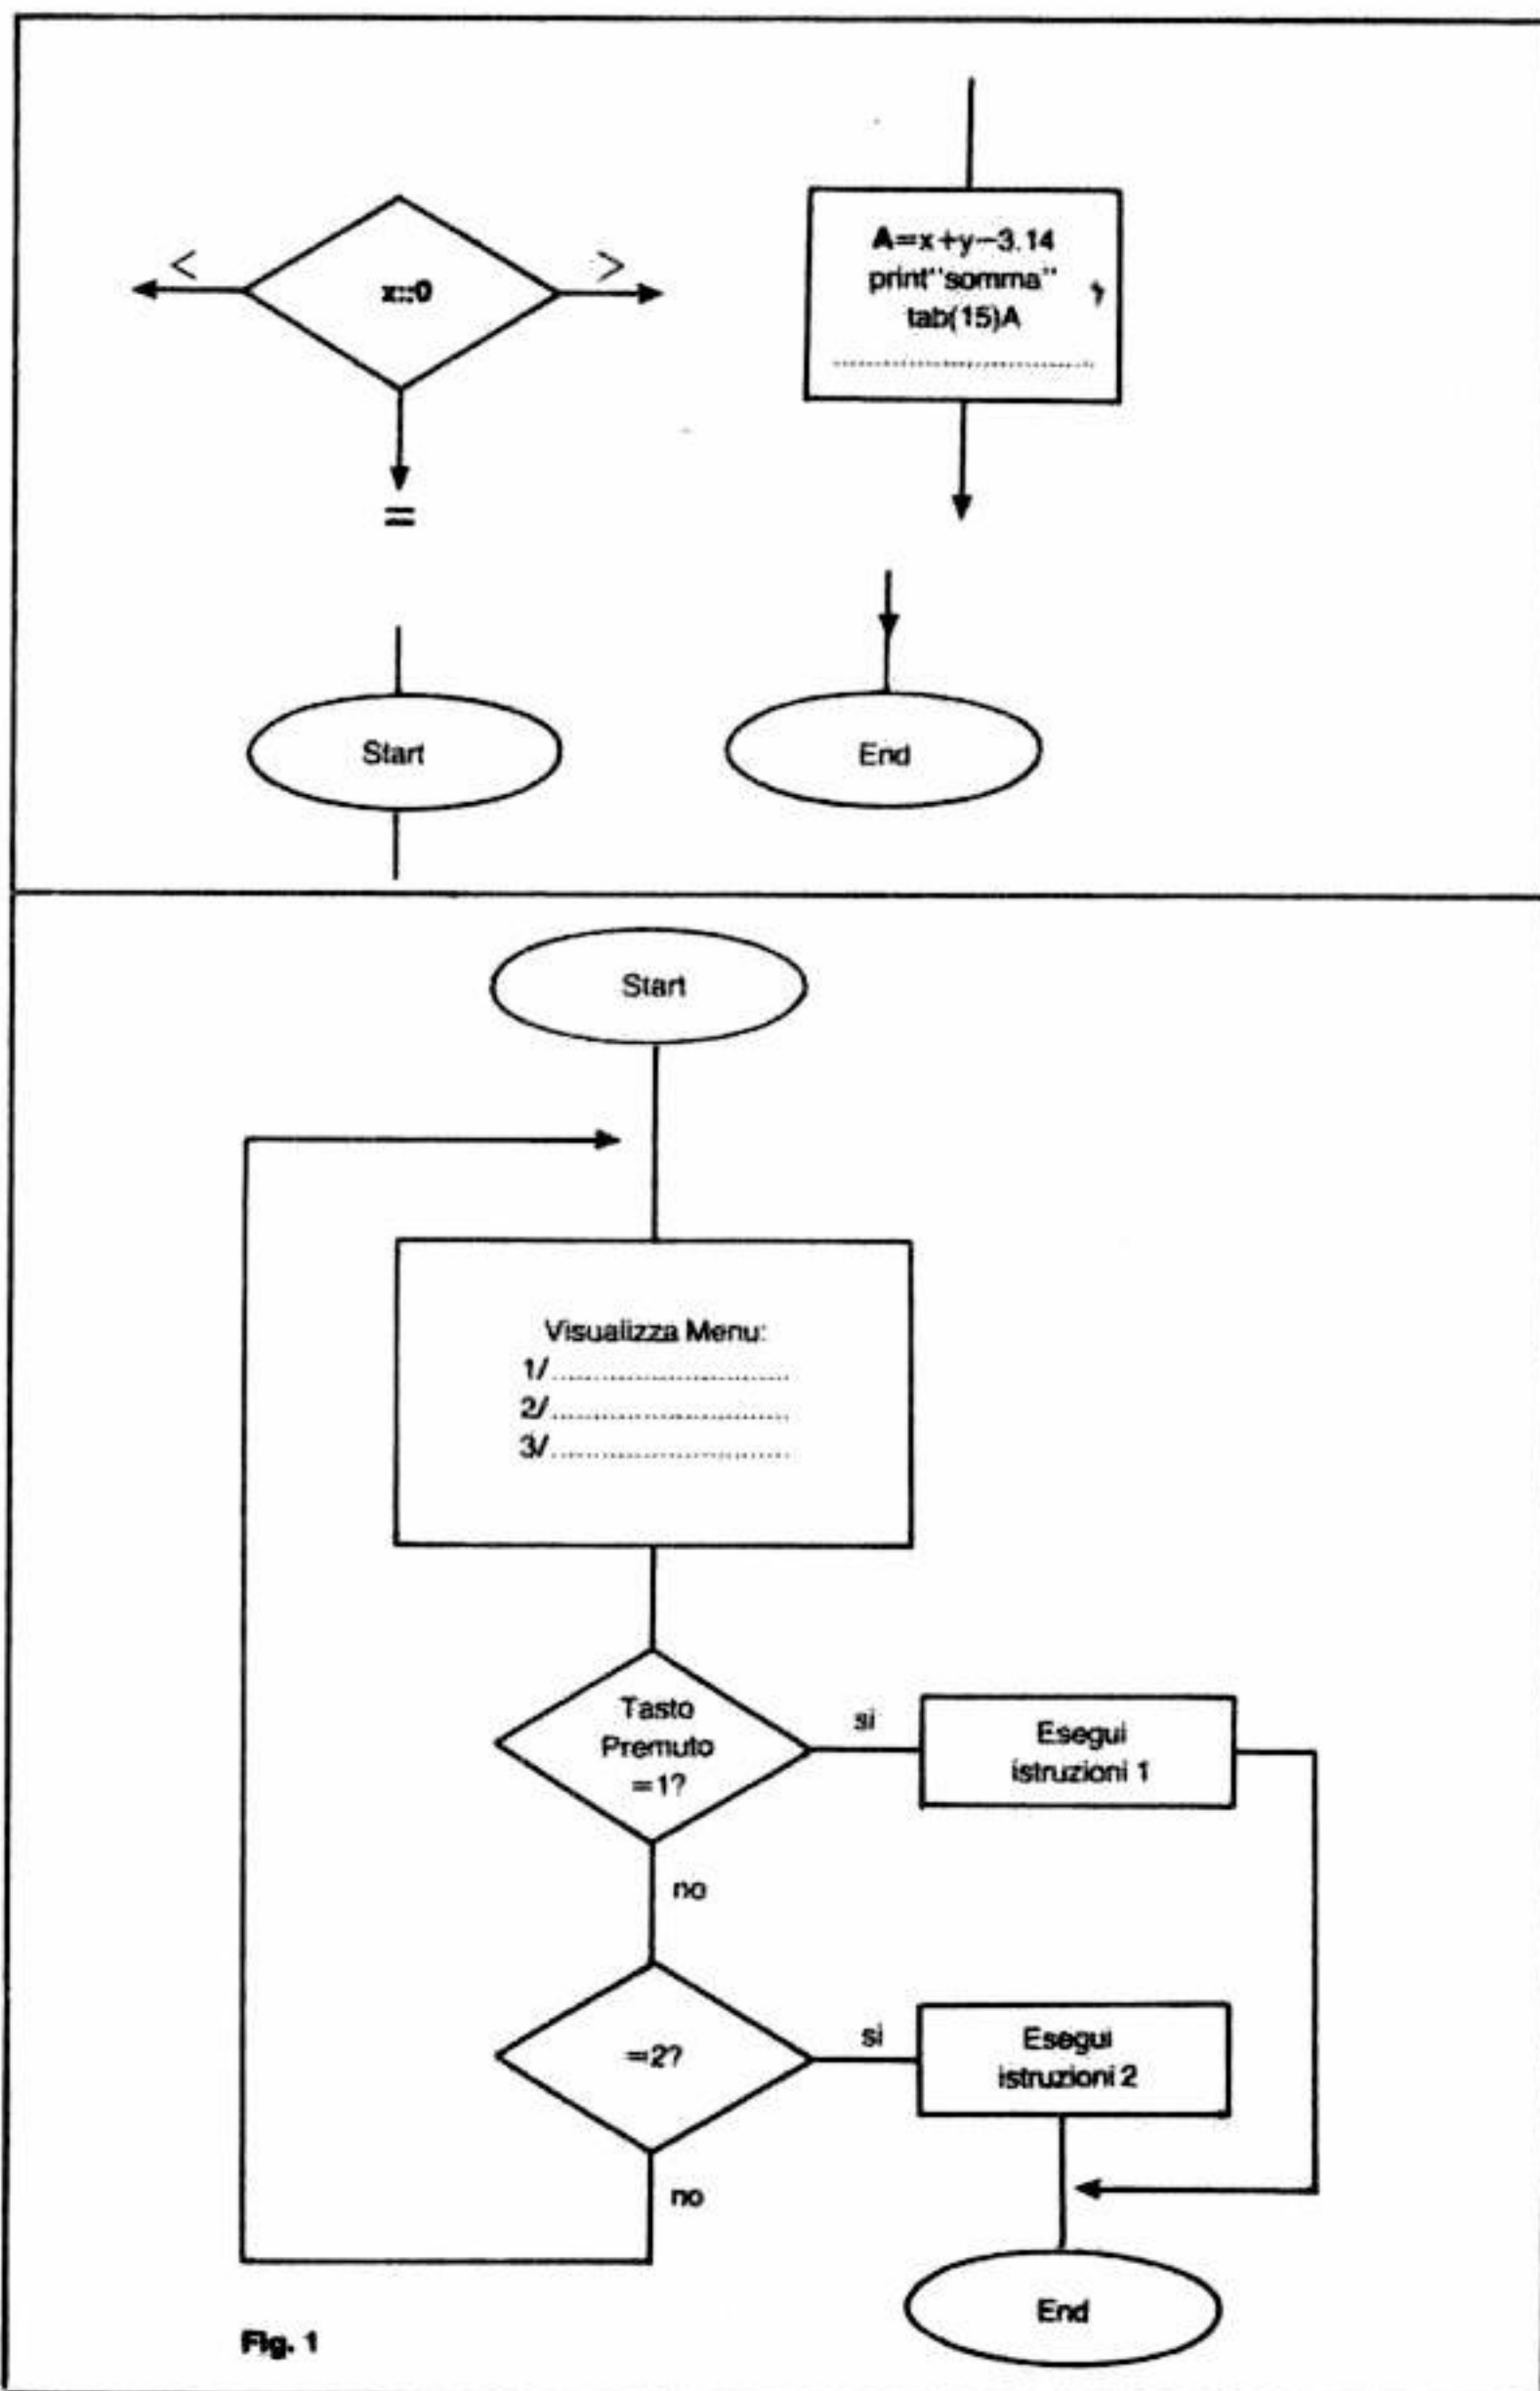 <
>
x::0
=
A=x+y−3.14
print"somma"
,
tab(15)A
..............................
Start
End
Start
Visualizza Menu:
1/..............................
2/..............................
3/..............................
Tasto
Premuto
=1?
si
Esegui
istruzioni 1
no
=2?
si
Esegui
istruzioni 2
no
End
Fig. 1